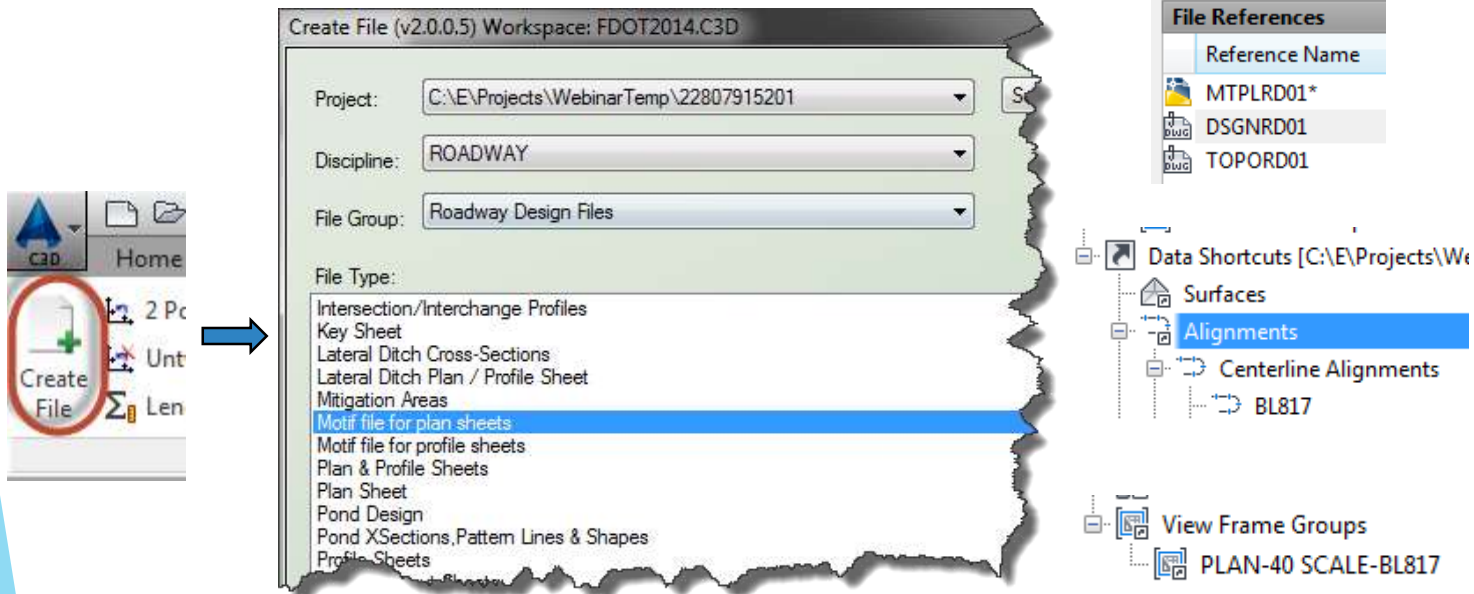 C3D
Home
2 Po
Unt
Create
File
Len
Create File (v2.0.0.5) Workspace: FDOT2014.C3D
Project:
C:\E\Projects\WebinarTemp\22807915201
Discipline:
ROADWAY
File Group:
Roadway Design Files
File Type:
Intersection/Interchange Profiles
Key Sheet
Lateral Ditch Cross-Sections
Lateral Ditch Plan / Profile Sheet
Mitigation Areas
Motif file for plan sheets
Motif file for profile sheets
Plan & Profile Sheets
Plan Sheet
Pond Design
Pond XSections,Pattern Lines & Shapes
Profile Sheets
File References
Reference Name
MTPLRD01*
DWG DSGNRD01
DWG TOPORD01
Data Shortcuts [C:\E\Projects\We
Surfaces
Alignments
Centerline Alignments
BL817
View Frame Groups
PLAN-40 SCALE-BL817